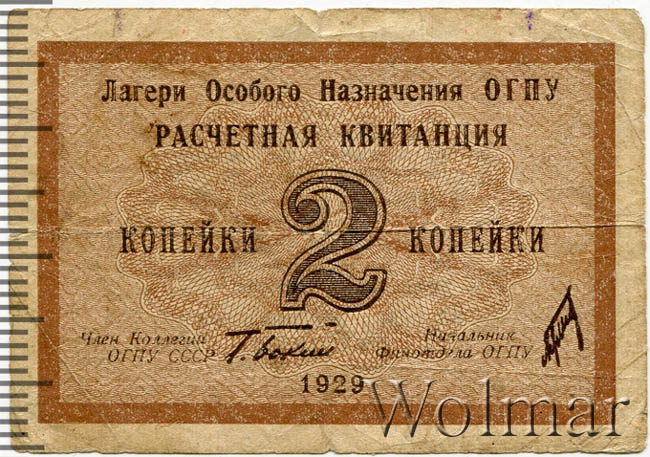 Лагери Особого Назначения ОГПУ
РАСЧЕТНАЯ КВИТАНЦИЯ
КОПЕЙКИ 2 КОПЕЙКИ
Член Коллегии
ОГПУ СССР
Г. Бокий
Начальник
Финотдела ОГПУ
1929
Wolmar